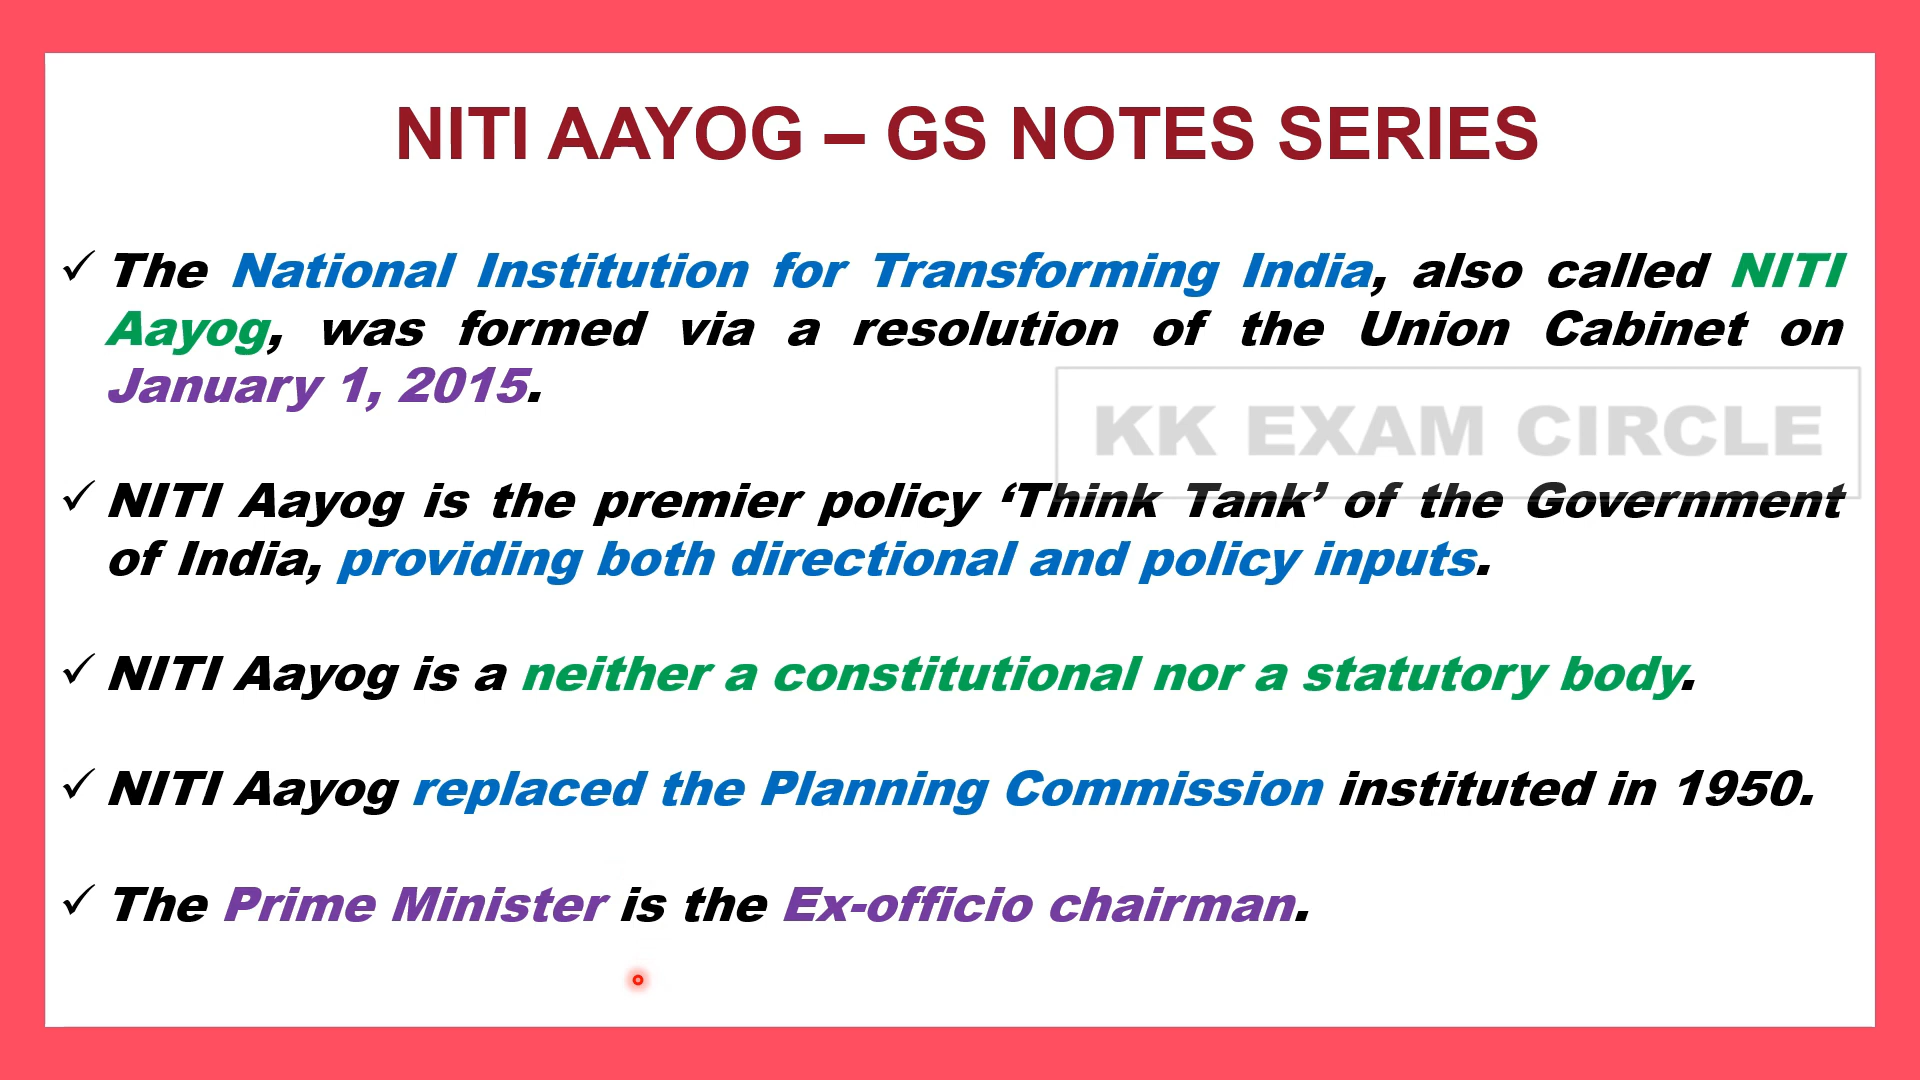 NITI AAYOG – GS NOTES SERIES
✓ The National Institution for Transforming India, also called NITI
Aayog, was formed via a resolution of the Union Cabinet on
January 1, 2015.
KK EXAM CIRCLE
✓ NITI Aayog is the premier policy ‘Think Tank’ of the Government
of India, providing both directional and policy inputs.
✓ NITI Aayog is a neither a constitutional nor a statutory body.
✓ NITI Aayog replaced the Planning Commission instituted in 1950.
✓ The Prime Minister is the Ex-officio chairman.